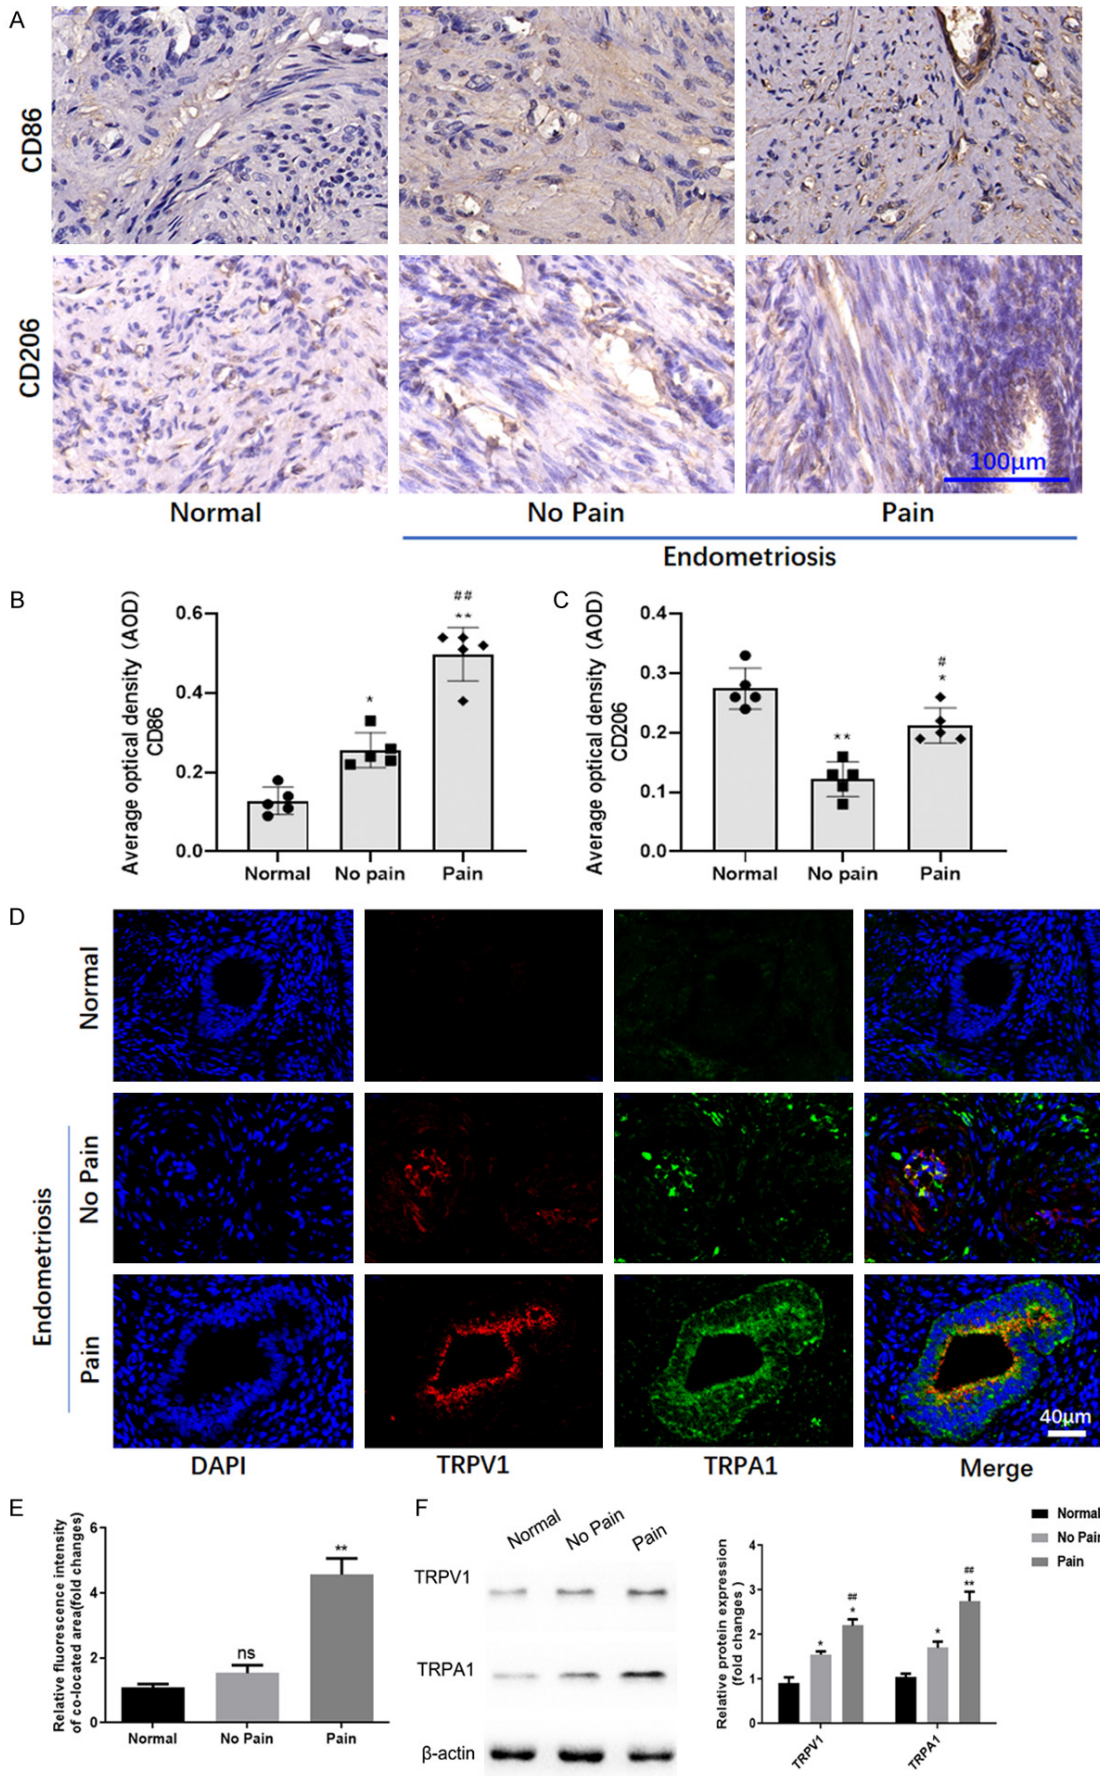 A
CD86
CD206
100μm
Normal
No Pain
Pain
Endometriosis
B
Average optical density (AOD)
CD86
0.6
0.4
0.2
0.0
*
##
**
Normal
No pain
Pain
C
Average optical density (AOD)
CD206
0.4
0.3
0.2
0.1
0.0
**
#
*
Normal
No pain
Pain
D
Normal
Endometriosis
No Pain
Pain
40μm
DAPI
TRPV1
TRPA1
Merge
E
Relative fluorescence intensity
of co-located area(fold changes)
6
4
2
0
ns
**
Normal
No Pain
Pain
F
Normal
No Pain
Pain
TRPV1
TRPA1
β-actin
Relative protein expression
(fold changes )
4
3
2
1
0
*
##
*
*
##
**
TRPV1
TRPA1
Normal
No Pain
Pain